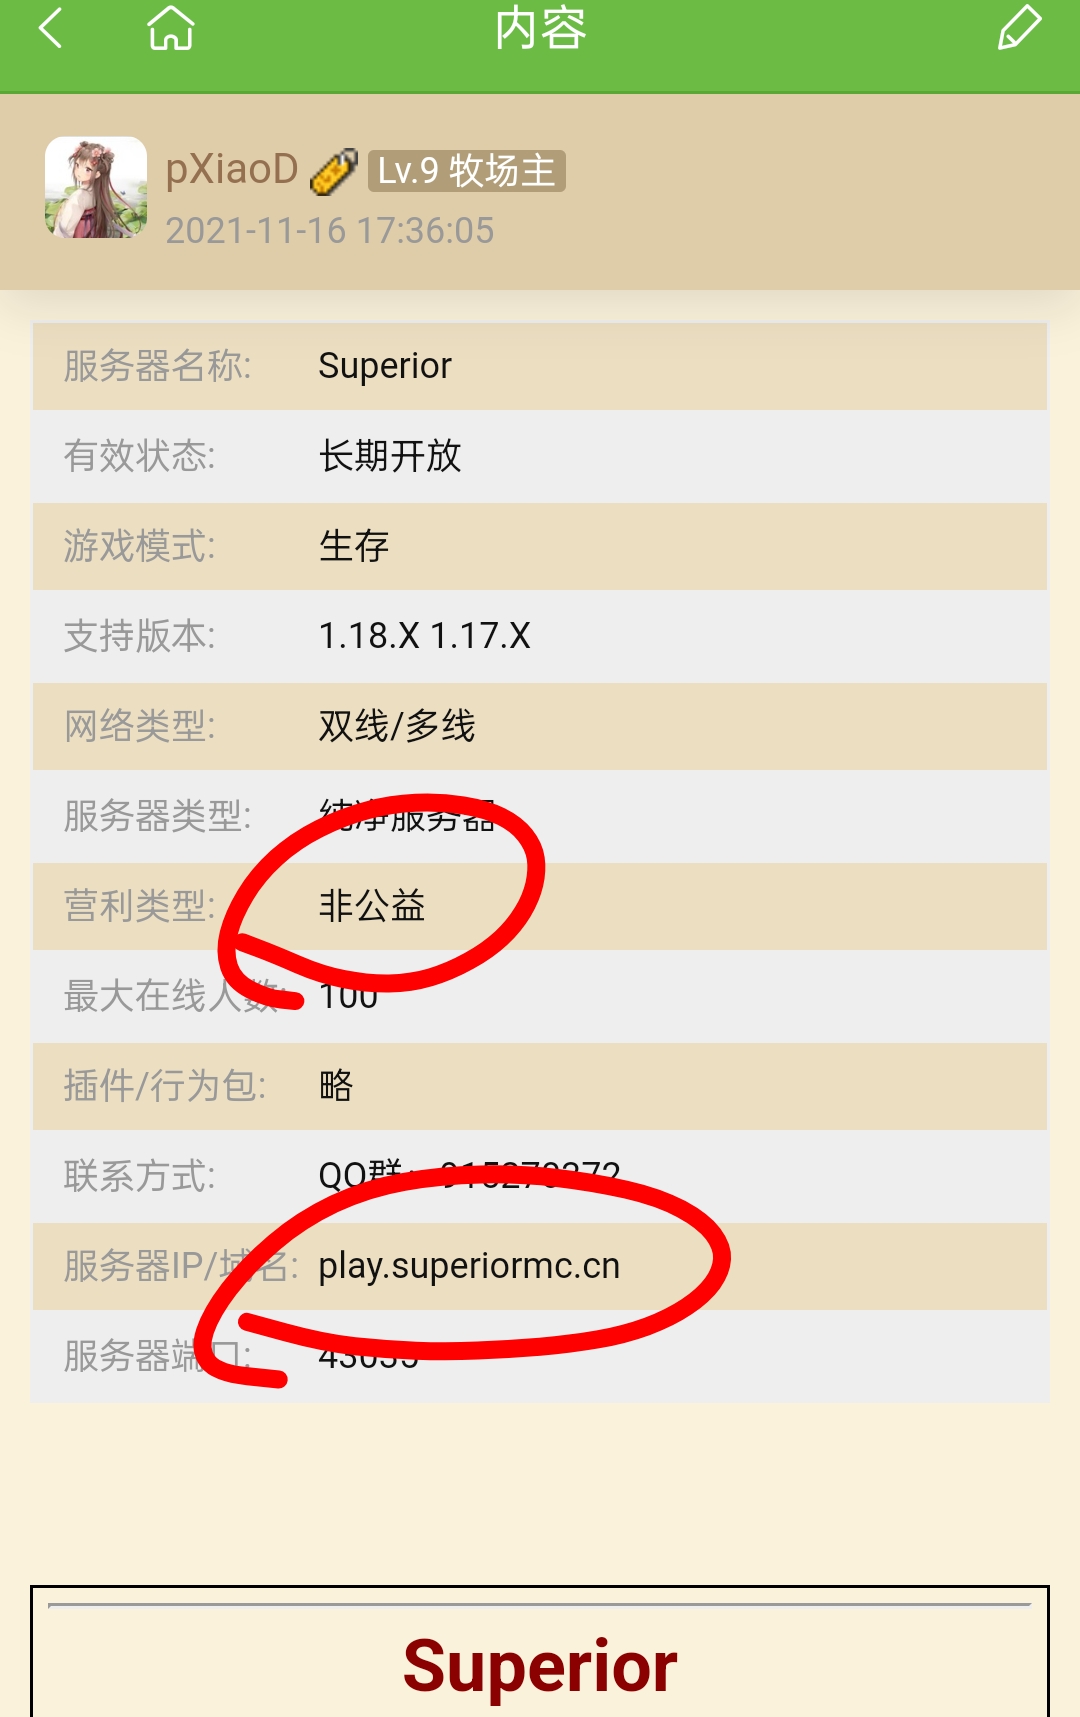 内容
pXiaoD Lv.9 牧场主
2021-11-16 17:36:05
服务器名称: Superior
有效状态: 长期开放
游戏模式: 生存
支持版本: 1.18.X 1.17.X
网络类型: 双线/多线
服务器类型: 纯净服务器
营利类型: 非公益
最大在线人数: 100
插件/行为包: 略
联系方式: QQ群:
服务器IP/域名: play.superiormc.cn
服务器端口:
Superior